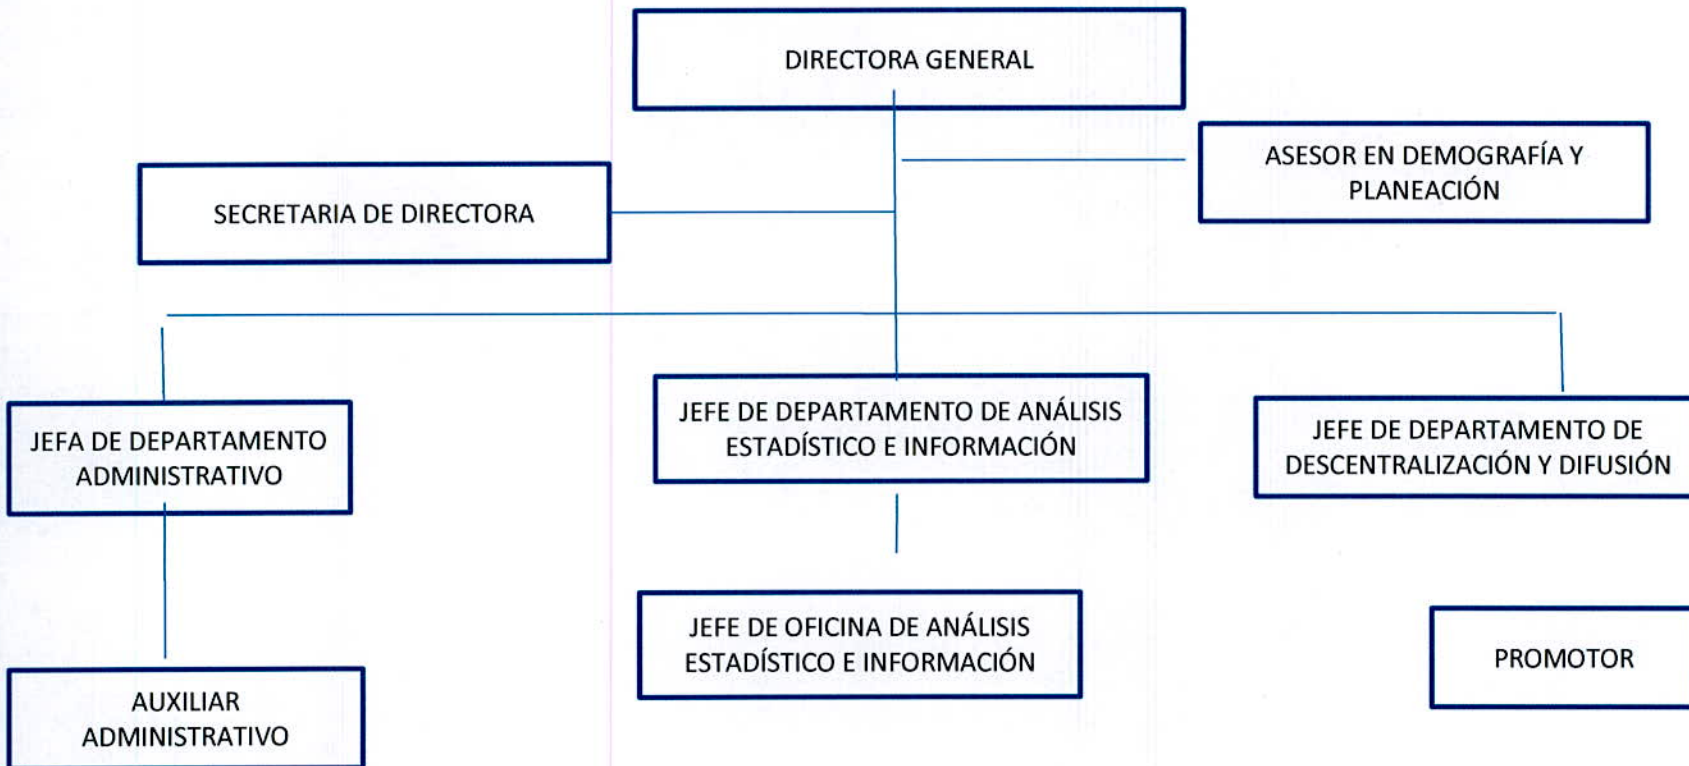 DIRECTORA GENERAL
ASESOR EN DEMOGRAFÍA Y
PLANEACIÓN
SECRETARIA DE DIRECTORA
JEFA DE DEPARTAMENTO
ADMINISTRATIVO
JEFE DE DEPARTAMENTO DE ANÁLISIS
ESTADÍSTICO E INFORMACIÓN
JEFE DE DEPARTAMENTO DE
DESCENTRALIZACIÓN Y DIFUSIÓN
AUXILIAR
ADMINISTRATIVO
JEFE DE OFICINA DE ANÁLISIS
ESTADÍSTICO E INFORMACIÓN
PROMOTOR